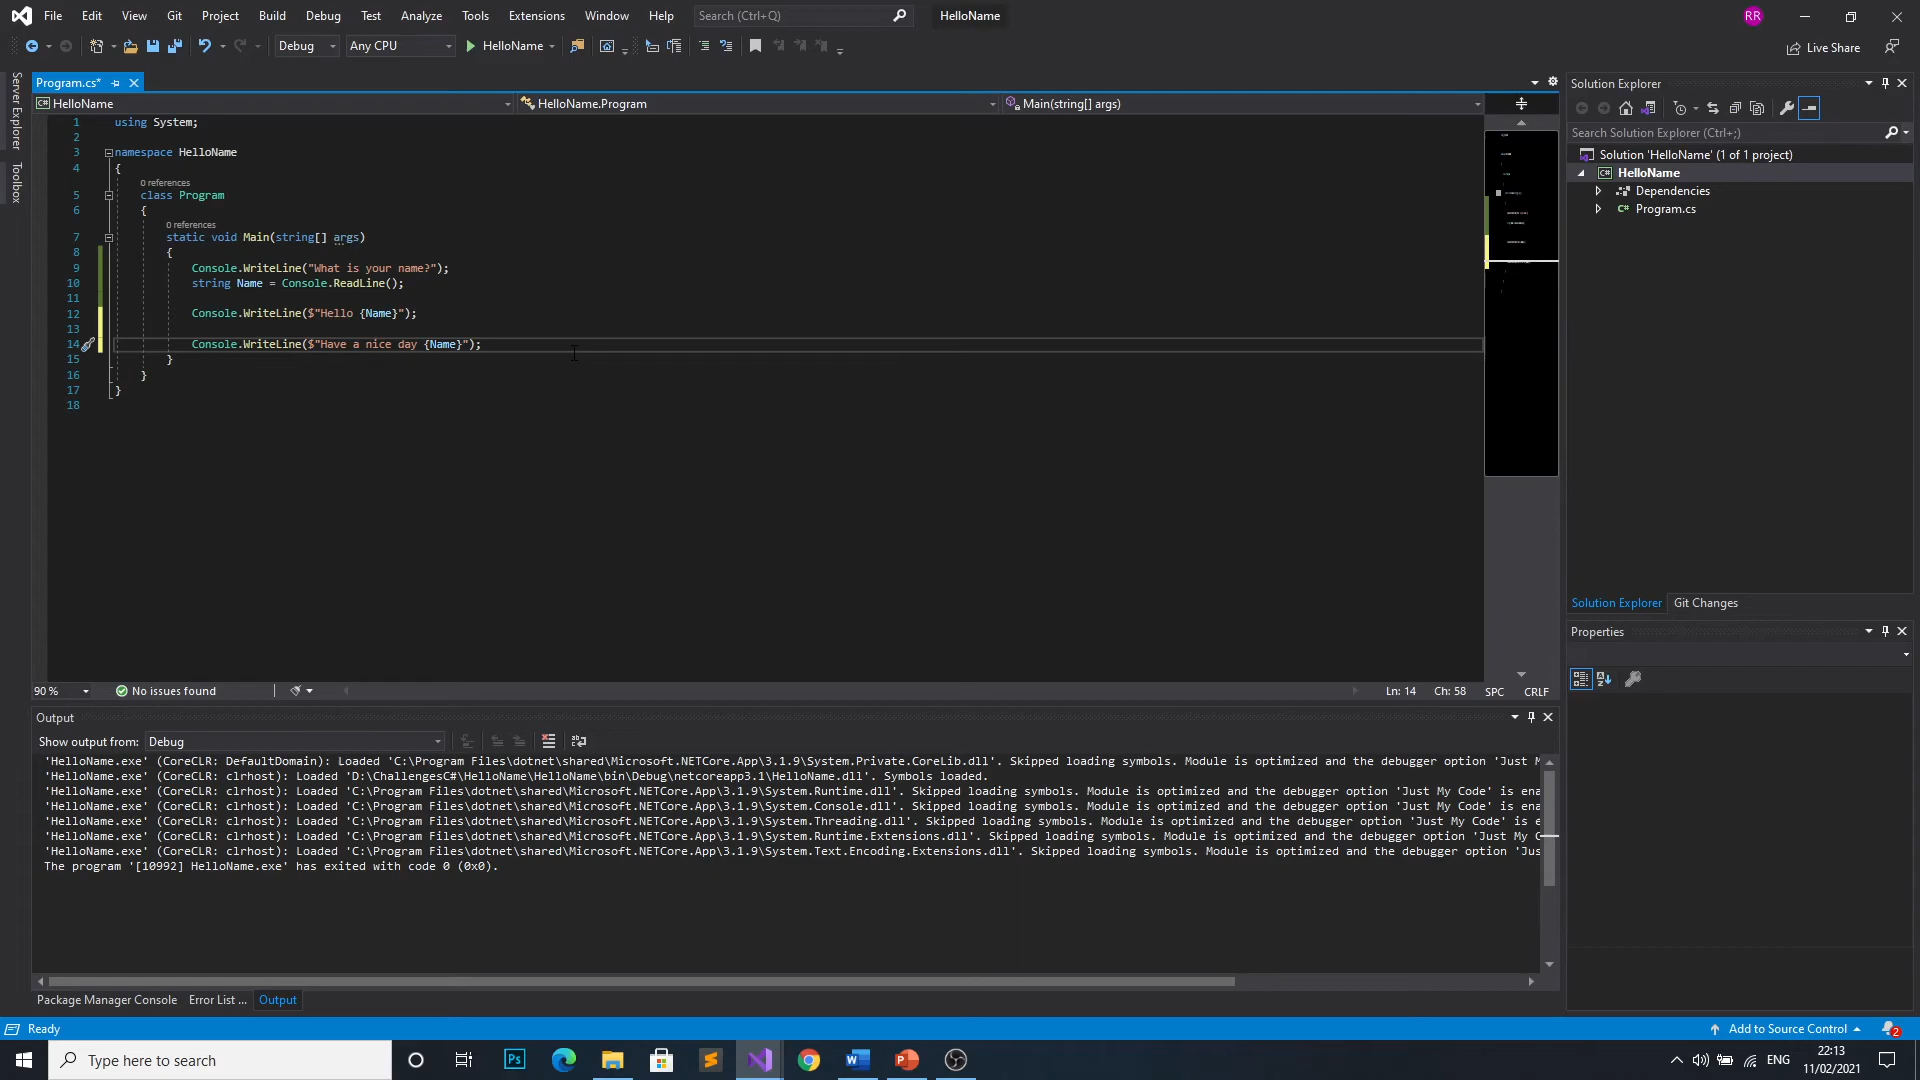 File Edit View Git Project Build Debug Test Analyze Tools Extensions Window Help Search (Ctrl+Q) HelloName RR
Debug Any CPU HelloName Live Share
Server Explorer
Toolbox
Program.cs*
HelloName HelloName.Program Main(string[] args)
1 using System;
2
3 namespace HelloName
4 {
0 references
5 class Program
6 {
0 references
7 static void Main(string[] args)
8 {
9 Console.WriteLine("What is your name?");
10 string Name = Console.ReadLine();
11
12 Console.WriteLine($"Hello {Name}");
13
14 Console.WriteLine($"Have a nice day {Name}");
15 }
16 }
17 }
18
90 % No issues found Ln: 14 Ch: 58 SPC CRLF
Solution Explorer
Search Solution Explorer (Ctrl+;)
Solution 'HelloName' (1 of 1 project)
C# HelloName
Dependencies
C# Program.cs
Solution Explorer Git Changes
Properties
Output
Show output from: Debug
'HelloName.exe' (CoreCLR: DefaultDomain): Loaded 'C:\Program Files\dotnet\shared\Microsoft.NETCore.App\3.1.9\System.Private.CoreLib.dll'. Skipped loading symbols. Module is optimized and the debugger option 'Just M
'HelloName.exe' (CoreCLR: clrhost): Loaded 'D:\ChallengesC#\HelloName\HelloName\bin\Debug\netcoreapp3.1\HelloName.dll'. Symbols loaded.
'HelloName.exe' (CoreCLR: clrhost): Loaded 'C:\Program Files\dotnet\shared\Microsoft.NETCore.App\3.1.9\System.Runtime.dll'. Skipped loading symbols. Module is optimized and the debugger option 'Just My Code' is ena
'HelloName.exe' (CoreCLR: clrhost): Loaded 'C:\Program Files\dotnet\shared\Microsoft.NETCore.App\3.1.9\System.Console.dll'. Skipped loading symbols. Module is optimized and the debugger option 'Just My Code' is ena
'HelloName.exe' (CoreCLR: clrhost): Loaded 'C:\Program Files\dotnet\shared\Microsoft.NETCore.App\3.1.9\System.Threading.dll'. Skipped loading symbols. Module is optimized and the debugger option 'Just My Code' is e
'HelloName.exe' (CoreCLR: clrhost): Loaded 'C:\Program Files\dotnet\shared\Microsoft.NETCore.App\3.1.9\System.Runtime.Extensions.dll'. Skipped loading symbols. Module is optimized and the debugger option 'Just My C
'HelloName.exe' (CoreCLR: clrhost): Loaded 'C:\Program Files\dotnet\shared\Microsoft.NETCore.App\3.1.9\System.Text.Encoding.Extensions.dll'. Skipped loading symbols. Module is optimized and the debugger option 'Jus
The program '[10992] HelloName.exe' has exited with code 0 (0x0).
Package Manager Console Error List ... Output
Ready Add to Source Control 2
Type here to search Ps ENG 22:13
11/02/2021